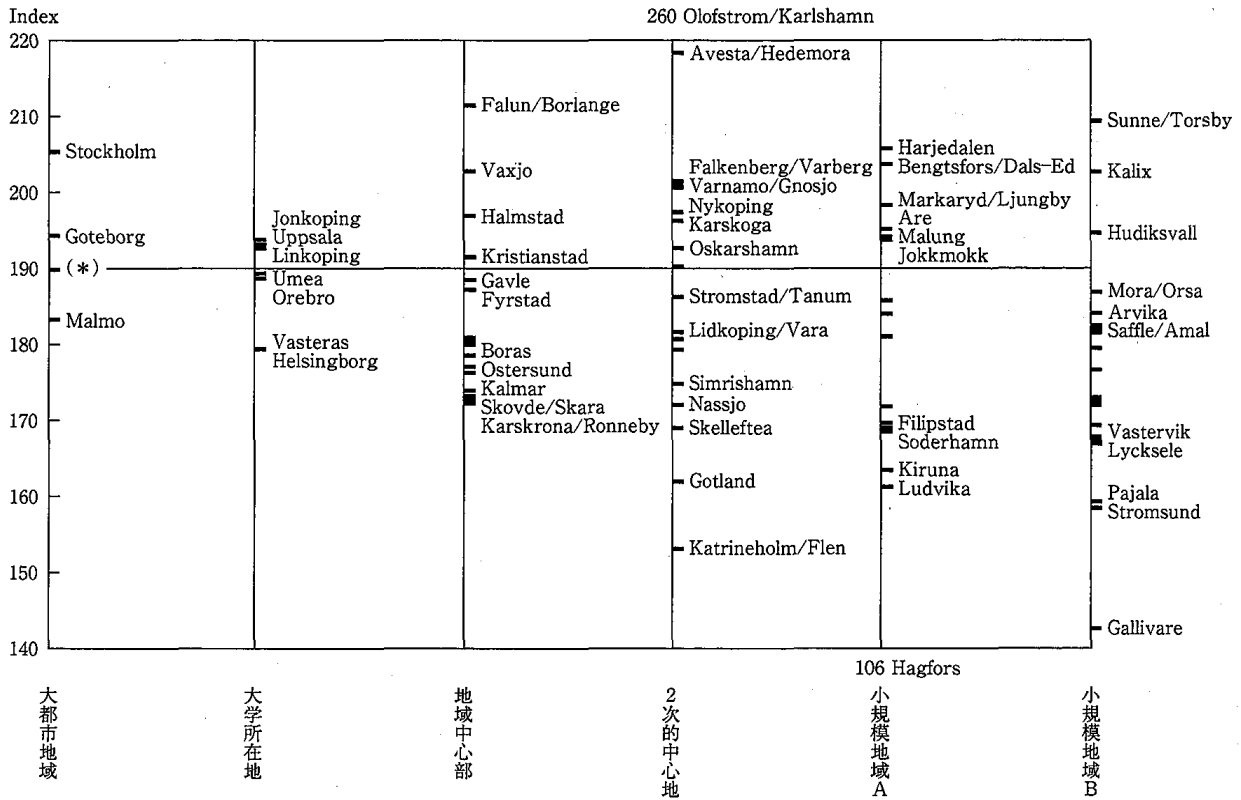 Index
260 Olofstrom/Karlshamn
220
210
200
190
180
170
160
150
140
Stockholm
Goteborg
(*)
Malmo
Jonkoping
Uppsala
Linkoping
Umea
Orebro
Vasteras
Helsingborg
Falun/Borlange
Vaxjo
Halmstad
Kristianstad
Gavle
Fyrstad
Boras
Ostersund
Kalmar
Skovde/Skara
Karskrona/Ronneby
Avesta/Hedemora
Falkenberg/Varberg
Varnamo/Gnosjo
Nykoping
Karskoga
Oskarshamn
Stromstad/Tanum
Lidkoping/Vara
Simrishamn
Nassjo
Skelleftea
Gotland
Katrineholm/Flen
Harjedalen
Bengtsfors/Dals-Ed
Markaryd/Ljungby
Are
Malung
Jokkmokk
Filipstad
Soderhamn
Kiruna
Ludvika
Sunne/Torsby
Kalix
Hudiksvall
Mora/Orsa
Arvika
Saffle/Amal
Vastervik
Lycksele
Pajala
Stromsund
Gallivare
106 Hagfors
大都市地域
大学所在地
地域中心部
2次的中心地
小規模地域A
小規模地域B